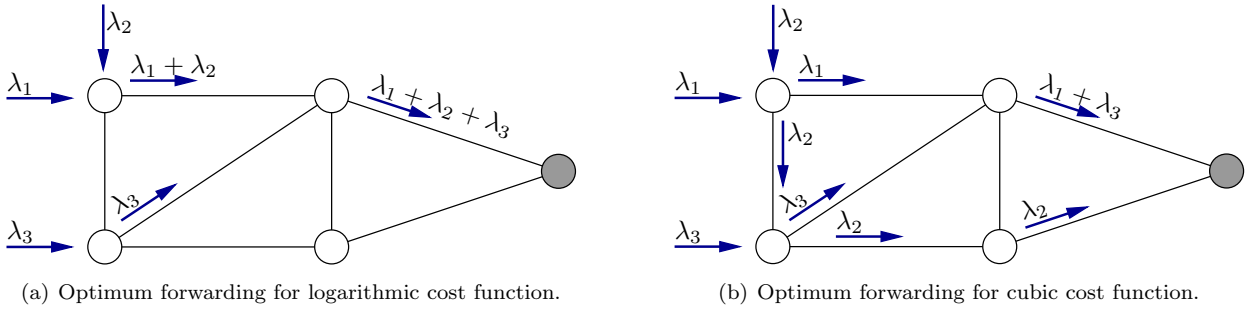 λ₂
λ₁ + λ₂
λ₁
λ₁ + λ₂ + λ₃
λ₃
λ₃
(a) Optimum forwarding for logarithmic cost function.
λ₂
λ₁
λ₁
λ₁ + λ₃
λ₂
λ₃
λ₂
λ₃
λ₂
(b) Optimum forwarding for cubic cost function.